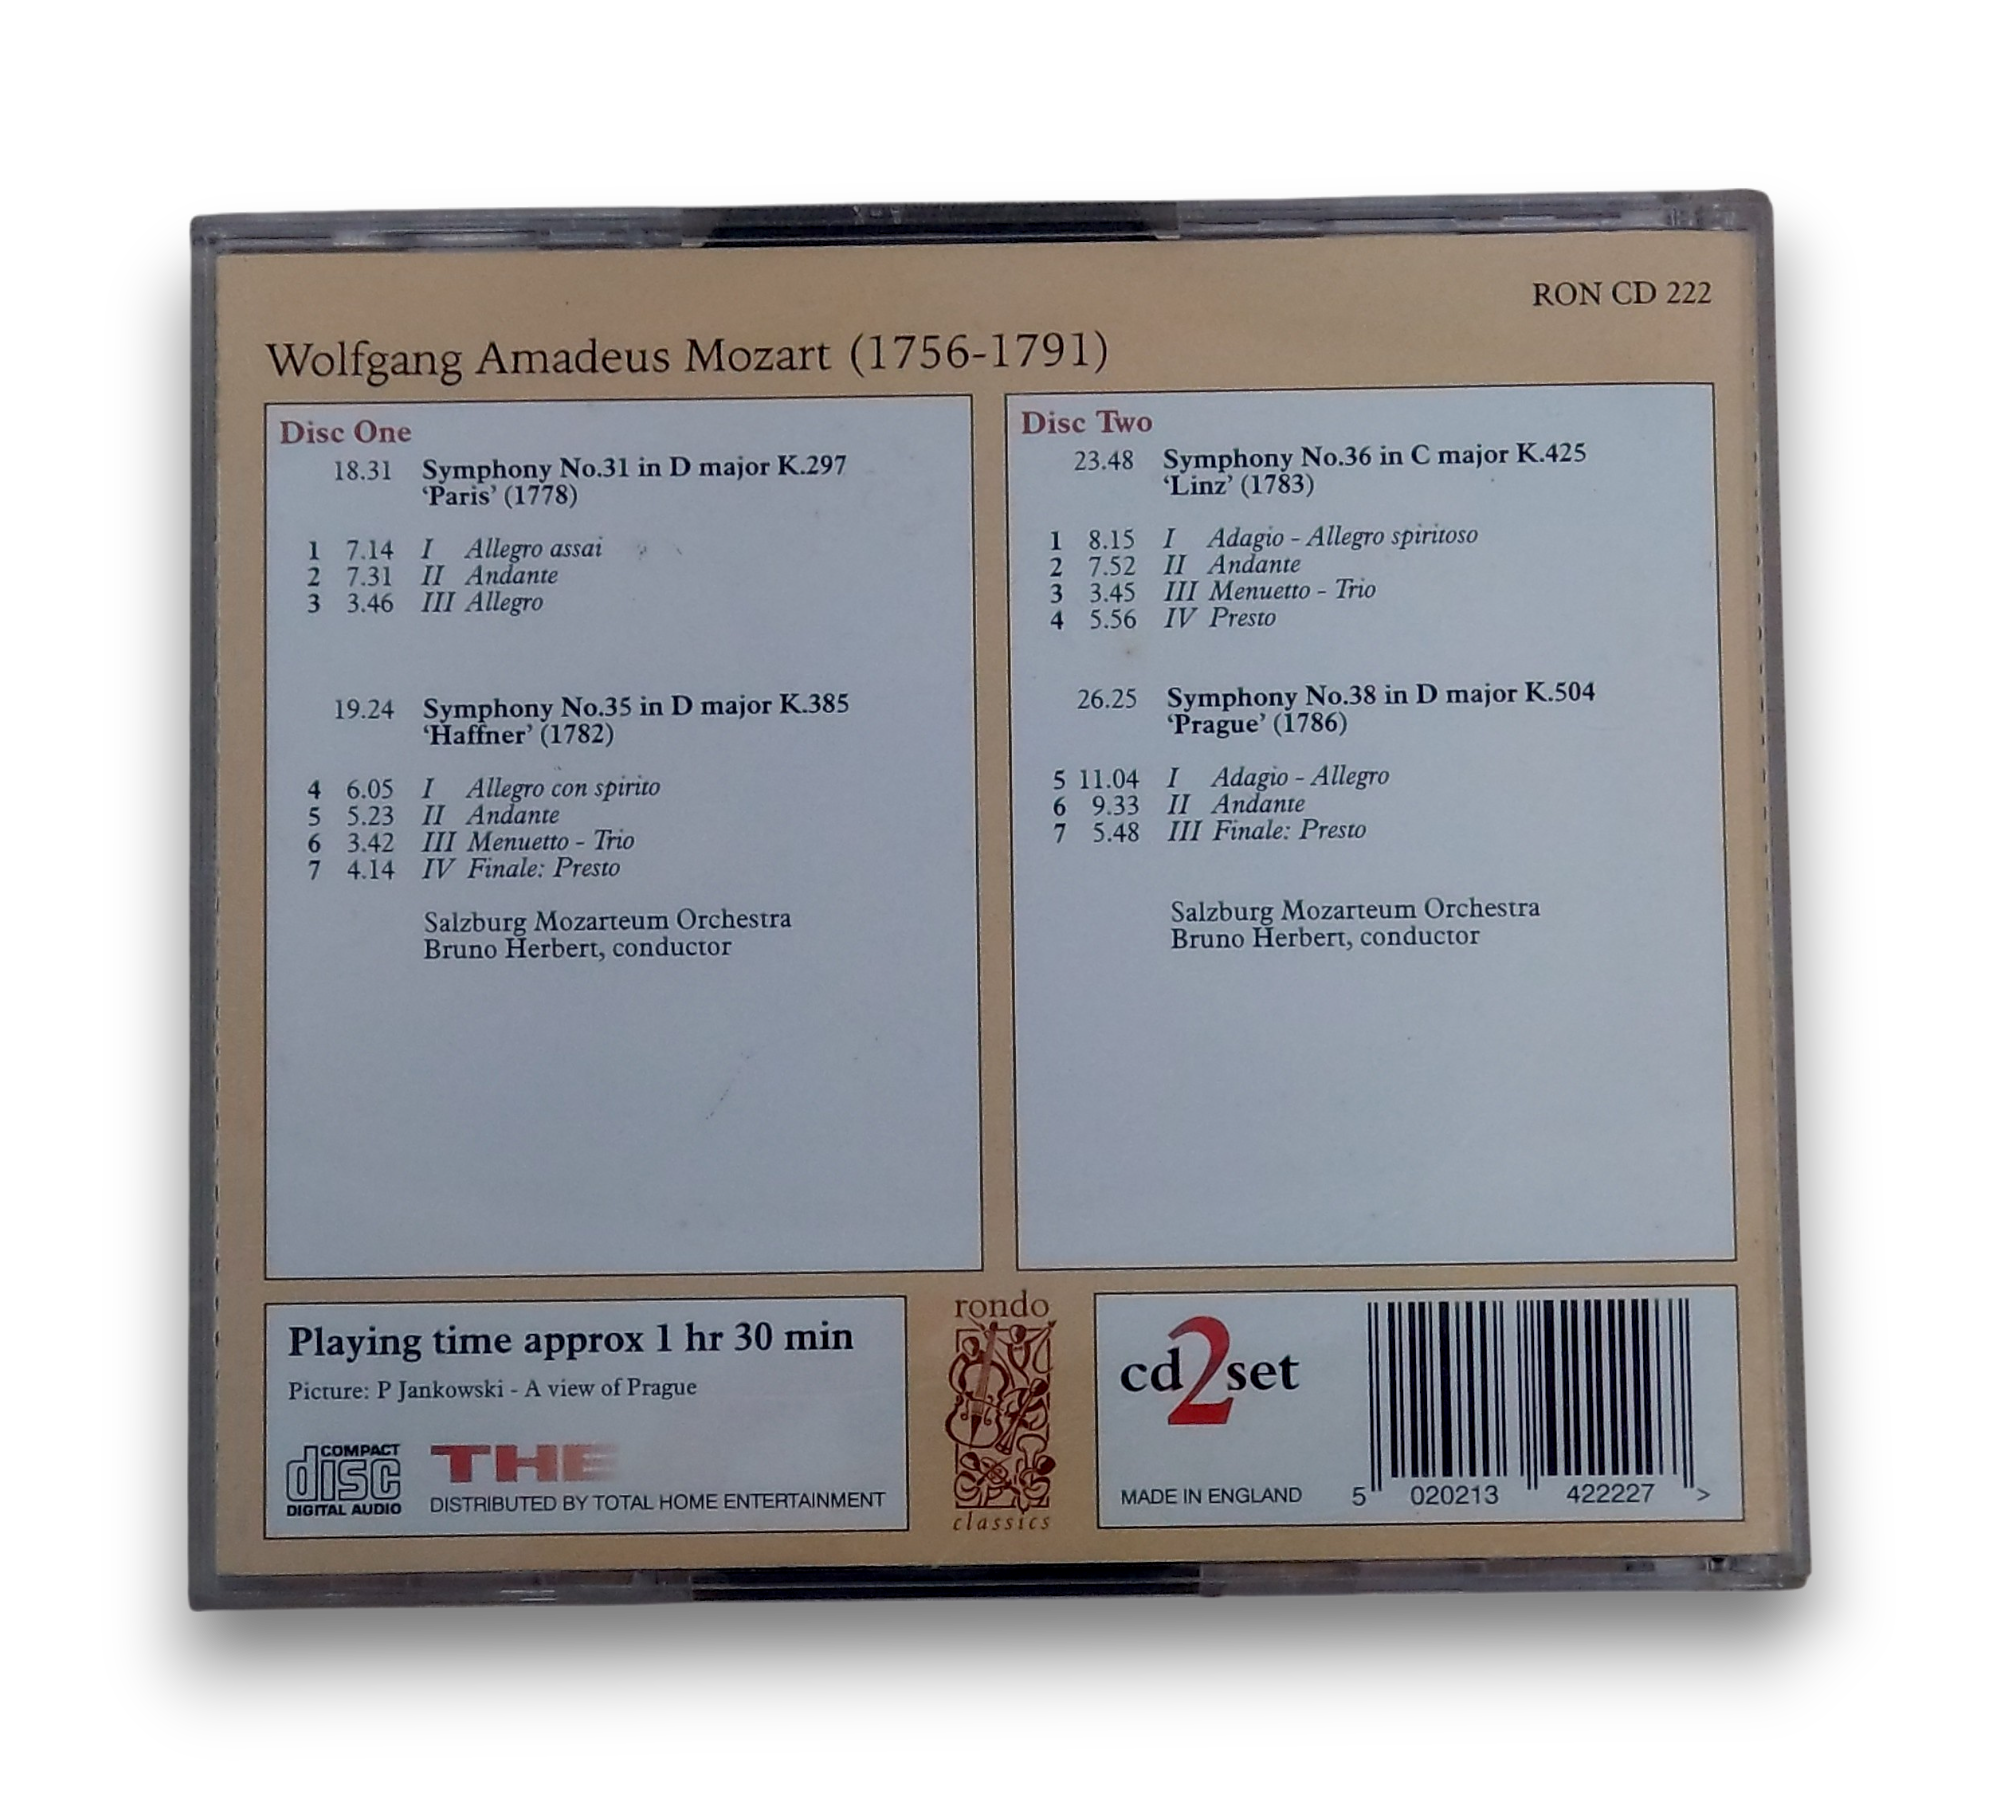 RON CD 222
Wolfgang Amadeus Mozart (1756-1791)
Disc One
18.31 Symphony No.31 in D major K.297
‘Paris’ (1778)
1 7.14 I Allegro assai
2 7.31 II Andante
3 3.46 III Allegro
19.24 Symphony No.35 in D major K.385
‘Haffner’ (1782)
4 6.05 I Allegro con spirito
5 5.23 II Andante
6 3.42 III Menuetto - Trio
7 4.14 IV Finale: Presto
Salzburg Mozarteum Orchestra
Bruno Herbert, conductor
Disc Two
23.48 Symphony No.36 in C major K.425
‘Linz’ (1783)
1 8.15 I Adagio - Allegro spiritoso
2 7.52 II Andante
3 3.45 III Menuetto - Trio
4 5.56 IV Presto
26.25 Symphony No.38 in D major K.504
‘Prague’ (1786)
5 11.04 I Adagio - Allegro
6 9.33 II Andante
7 5.48 III Finale: Presto
Salzburg Mozarteum Orchestra
Bruno Herbert, conductor
Playing time approx 1 hr 30 min
Picture: P Jankowski - A view of Prague
COMPACT
disc
DIGITAL AUDIO
THE
DISTRIBUTED BY TOTAL HOME ENTERTAINMENT
rondo
classics
cd2set
MADE IN ENGLAND
5 020213 422227 >